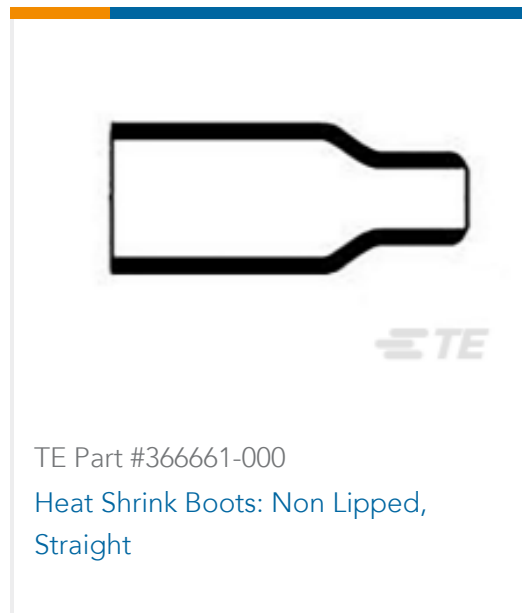 TE
TE Part #366661-000
Heat Shrink Boots: Non Lipped,
Straight